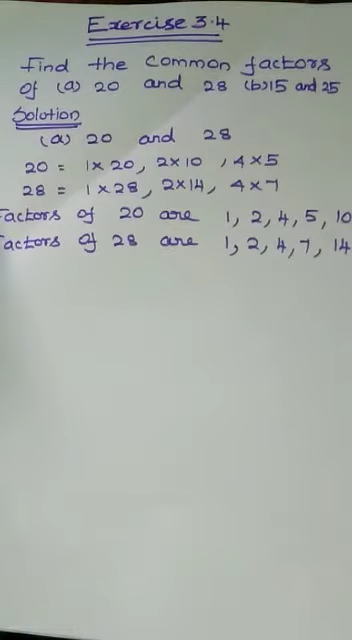 Exercise 3.4
Find the common factors
of (a) 20 and 28 (b) 15 and 25
Solotion
(a) 20 and 28
20 = 1 x 20, 2 x 10, 4 x 5
28 = 1 x 28, 2 x 14, 4 x 7
Factors of 20 are 1, 2, 4, 5, 10
Factors of 28 are 1, 2, 4, 7, 14